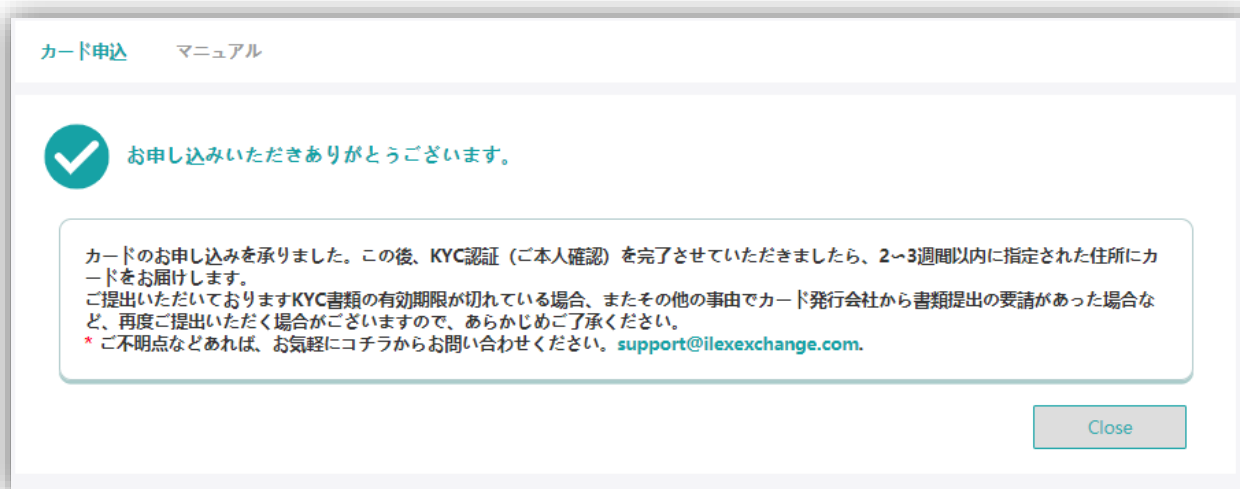 カード申込 マニュアル
お申し込みいただきありがとうございます。
カードのお申し込みを承りました。この後、KYC認証（ご本人確認）を完了させていただきましたら、2〜3週間以内に指定された住所にカ
ードをお届けします。
ご提出いただいておりますKYC書類の有効期限が切れている場合、またその他の事由でカード発行会社から書類提出の要請があった場合な
ど、再度ご提出いただく場合がございますので、あらかじめご了承ください。
* ご不明点などあれば、お気軽にコチラからお問い合わせください。support@ilexexchange.com.
Close